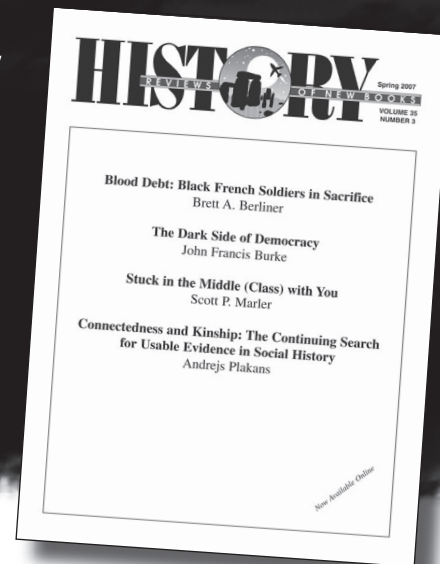 HISTORY
REVIEWS OF NEW BOOKS
Spring 2007
VOLUME 35
NUMBER 3
Blood Debt: Black French Soldiers in Sacrifice
Brett A. Berliner
The Dark Side of Democracy
John Francis Burke
Stuck in the Middle (Class) with You
Scott P. Marler
Connectedness and Kinship: The Continuing Search
for Usable Evidence in Social History
Andrejs Plakans
Now Available Online